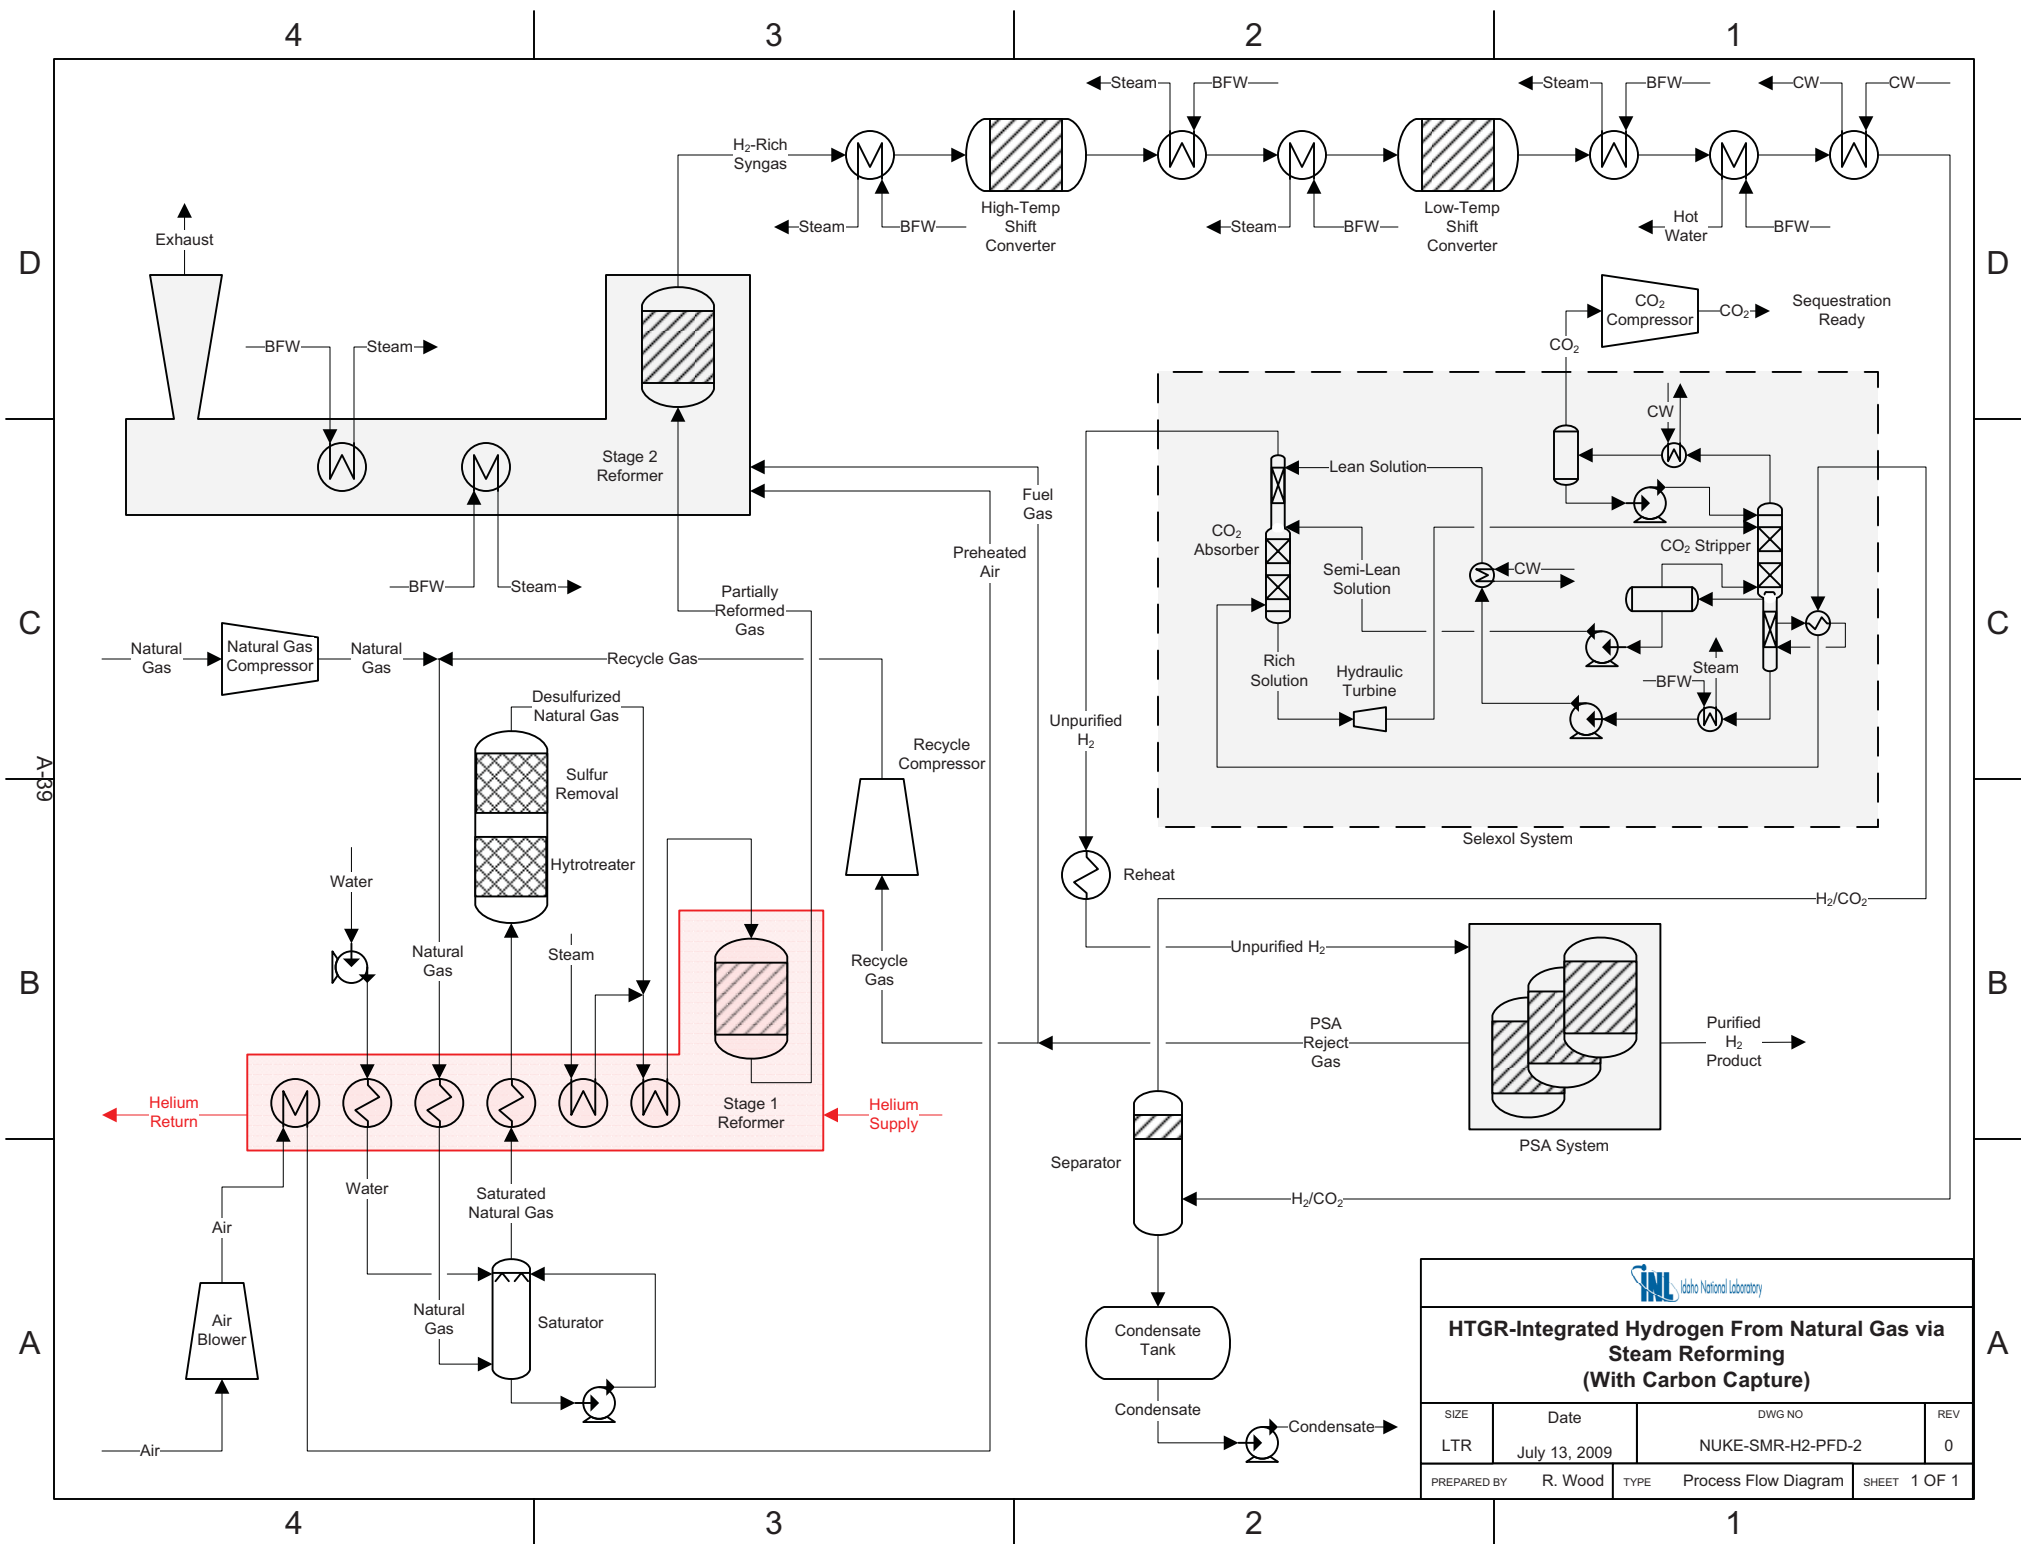 4
3
2
1
Steam
BFW
Steam
BFW
CW
CW
H2-Rich
Syngas
Steam
BFW
High-Temp
Shift
Converter
Steam
BFW
Low-Temp
Shift
Converter
Hot
Water
BFW
D
D
Exhaust
BFW
Steam
CO2
Compressor
CO2
Sequestration
Ready
CO2
CW
Stage 2
Reformer
Lean Solution
Fuel
Gas
CO2
Absorber
CO2 Stripper
Preheated
Air
Semi-Lean
Solution
CW
BFW
Steam
Partially
Reformed
Gas
C
C
Natural
Gas
Natural Gas
Compressor
Natural
Gas
Recycle Gas
Rich
Solution
Hydraulic
Turbine
Steam
BFW
Desulfurized
Natural Gas
Unpurified
H2
Recycle
Compressor
A-39
Sulfur
Removal
Selexol System
Hytrotreater
Water
Reheat
H2/CO2
Natural
Gas
Steam
Recycle
Gas
Unpurified H2
B
B
PSA
Reject
Gas
Purified
H2
Product
Helium
Return
Stage 1
Reformer
Helium
Supply
PSA System
Separator
Water
Saturated
Natural Gas
H2/CO2
Air
Natural
Gas
Saturator
Air
Blower
Condensate
Tank
A
A
Condensate
Condensate
Air
INL Idaho National Laboratory
HTGR-Integrated Hydrogen From Natural Gas via
Steam Reforming
(With Carbon Capture)
SIZE
LTR
Date
July 13, 2009
DWG NO
NUKE-SMR-H2-PFD-2
REV
0
PREPARED BY R. Wood
TYPE Process Flow Diagram
SHEET 1 OF 1
4
3
2
1